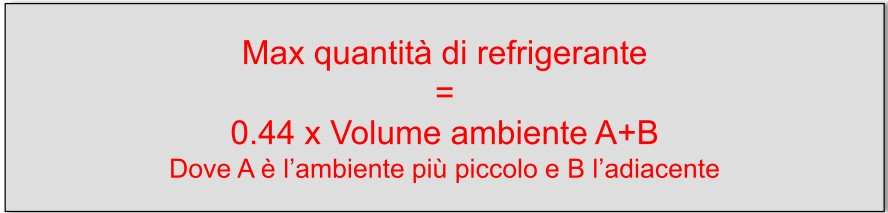 Max quantità di refrigerante
=
0.44 x Volume ambiente A+B
Dove A è l’ambiente più piccolo e B l’adiacente